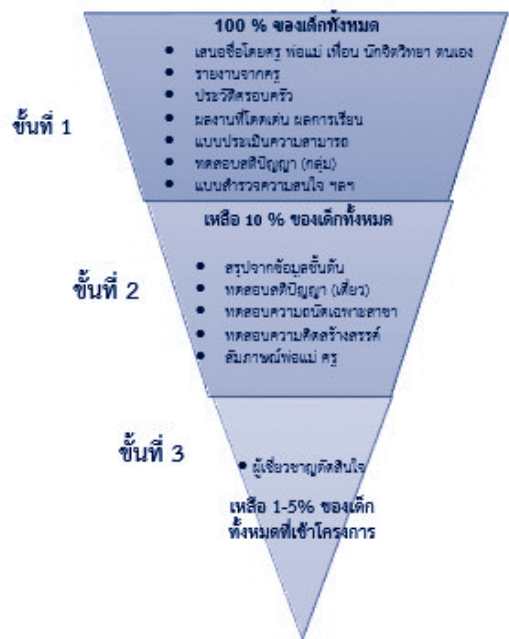 100 % ของเด็กทั้งหมด
• เสนอชื่อโดยครู พ่อแม่ เพื่อน นักจิตวิทยา ตนเอง
• รายงานจากครู
• ประวัติครอบครัว
• ผลงานที่โดดเด่น ผลการเรียน
• แบบประเมินความสามารถ
• ทดสอบสติปัญญา (กลุ่ม)
• แบบสำรวจความสนใจ ฯลฯ
ขั้นที่ 1
เหลือ 10 % ของเด็กทั้งหมด
• สรุปจากข้อมูลขั้นต้น
• ทดสอบสติปัญญา (เดี่ยว)
• ทดสอบความถนัดเฉพาะสาขา
• ทดสอบความคิดสร้างสรรค์
• สัมภาษณ์พ่อแม่ ครู
ขั้นที่ 2
ขั้นที่ 3
• ผู้เชี่ยวชาญตัดสินใจ
เหลือ 1-5% ของเด็ก
ทั้งหมดที่เข้าโครงการ